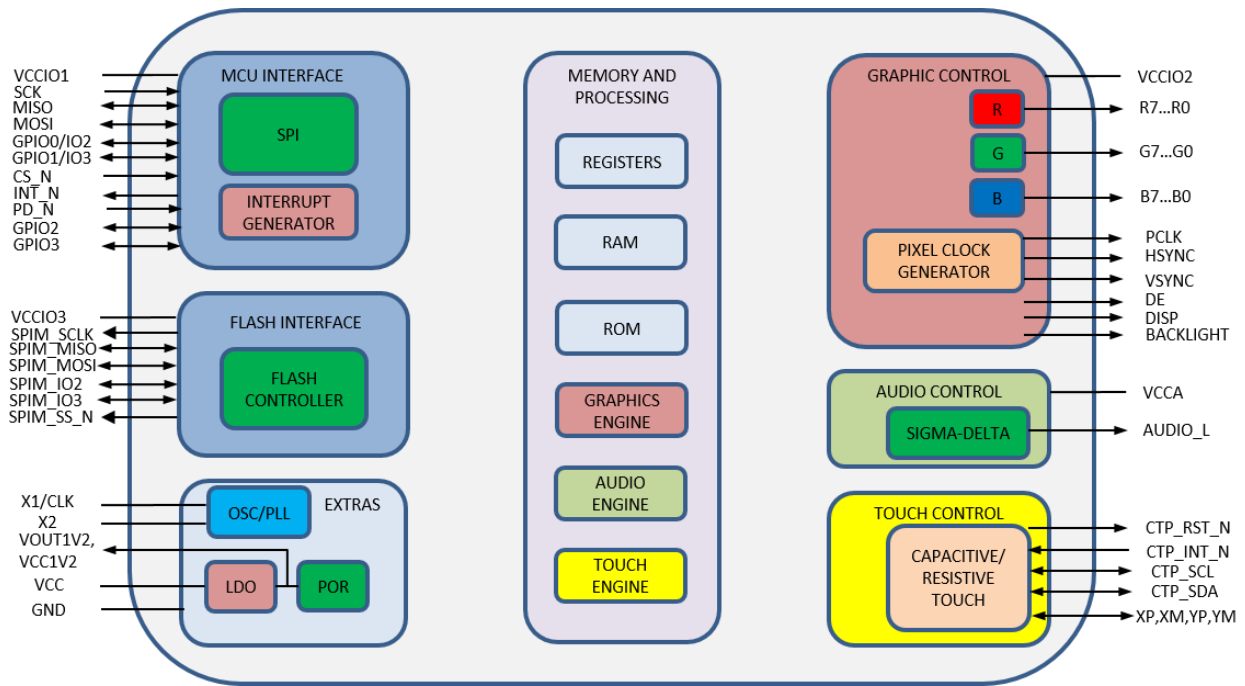 VCCIO1
SCK
MISO
MOSI
GPIO0/IO2
GPIO1/IO3
CS_N
INT_N
PD_N
GPIO2
GPIO3
MCU INTERFACE
SPI
INTERRUPT
GENERATOR
VCCIO3
SPIM_SCLK
SPIM_MISO
SPIM_MOSI
SPIM_IO2
SPIM_IO3
SPIM_SS_N
FLASH INTERFACE
FLASH
CONTROLLER
X1/CLK
X2
VOUT1V2,
VCC1V2
VCC
GND
OSC/PLL
EXTRAS
LDO
POR
MEMORY AND
PROCESSING
REGISTERS
RAM
ROM
GRAPHICS
ENGINE
AUDIO
ENGINE
TOUCH
ENGINE
GRAPHIC CONTROL
R
G
B
PIXEL CLOCK
GENERATOR
VCCIO2
R7...R0
G7...G0
B7...B0
PCLK
HSYNC
VSYNC
DE
DISP
BACKLIGHT
AUDIO CONTROL
SIGMA-DELTA
VCCA
AUDIO_L
TOUCH CONTROL
CAPACITIVE/
RESISTIVE
TOUCH
CTP_RST_N
CTP_INT_N
CTP_SCL
CTP_SDA
XP,XM,YP,YM